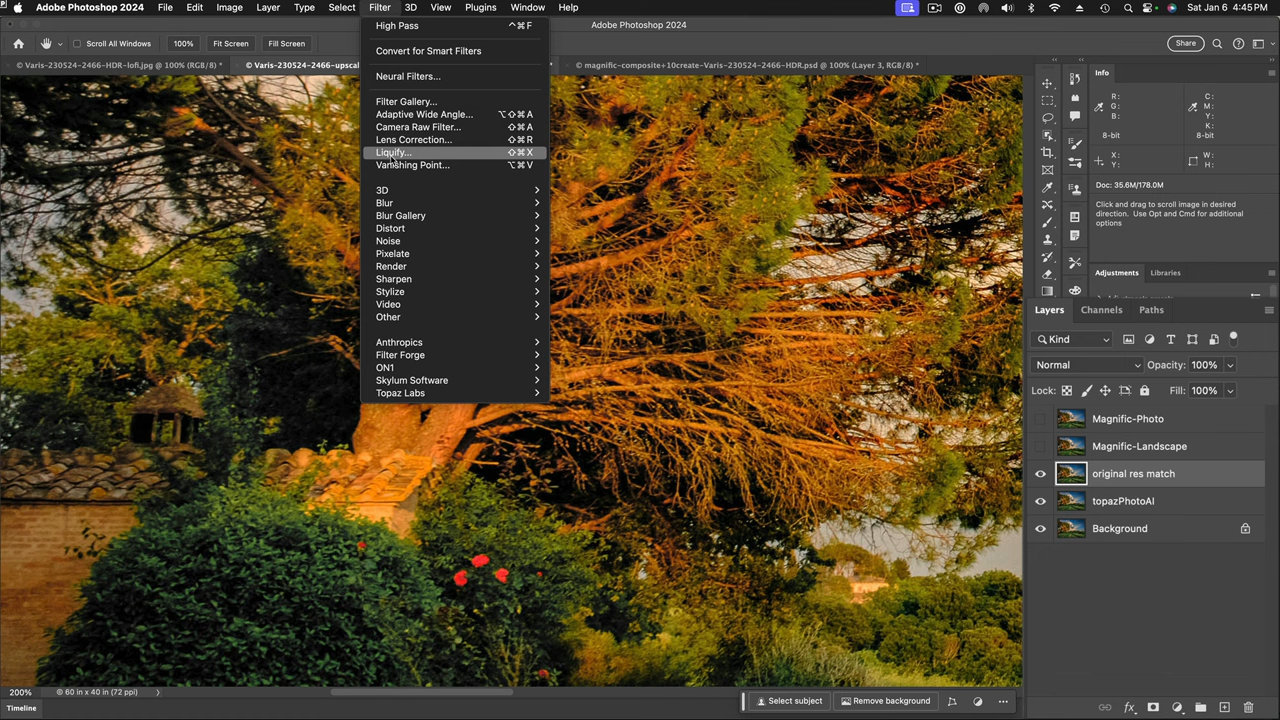 Adobe Photoshop 2024 File Edit Image Layer Type Select Filter 3D View Plugins Window Help Sat Jan 6 4:45 PM
Adobe Photoshop 2024
Scroll All Windows 100% Fit Screen Fill Screen Share
© Varis-230524-2466-HDR-lofi.jpg @ 100% (RGB/8) * × © Varis-230524-2466-upscal * × © magnific-composite+10create-Varis-230524-2466-HDR.psd @ 100% (Layer 3, RGB/8) *
High Pass ^⌘F
Convert for Smart Filters
Neural Filters...
Filter Gallery...
Adaptive Wide Angle... ⌥⇧⌘A
Camera Raw Filter... ⇧⌘A
Lens Correction... ⇧⌘R
Liquify... ⇧⌘X
Vanishing Point... ⌥⌘V
3D
Blur
Blur Gallery
Distort
Noise
Pixelate
Render
Sharpen
Stylize
Video
Other
Anthropics
Filter Forge
ON1
Skylum Software
Topaz Labs
Info
R: C:
G: M:
B: Y:
K:
8-bit 8-bit
X: W:
Y: H:
Doc: 35.6M/178.0M
Click and drag to scroll image in desired
direction. Use Opt and Cmd for additional
options
Adjustments Libraries
Layers Channels Paths
Kind
Normal Opacity: 100%
Lock: Fill: 100%
Magnific-Photo
Magnific-Landscape
original res match
topazPhotoAI
Background
Select subject Remove background
200% 60 in x 40 in (72 ppi)
Timeline